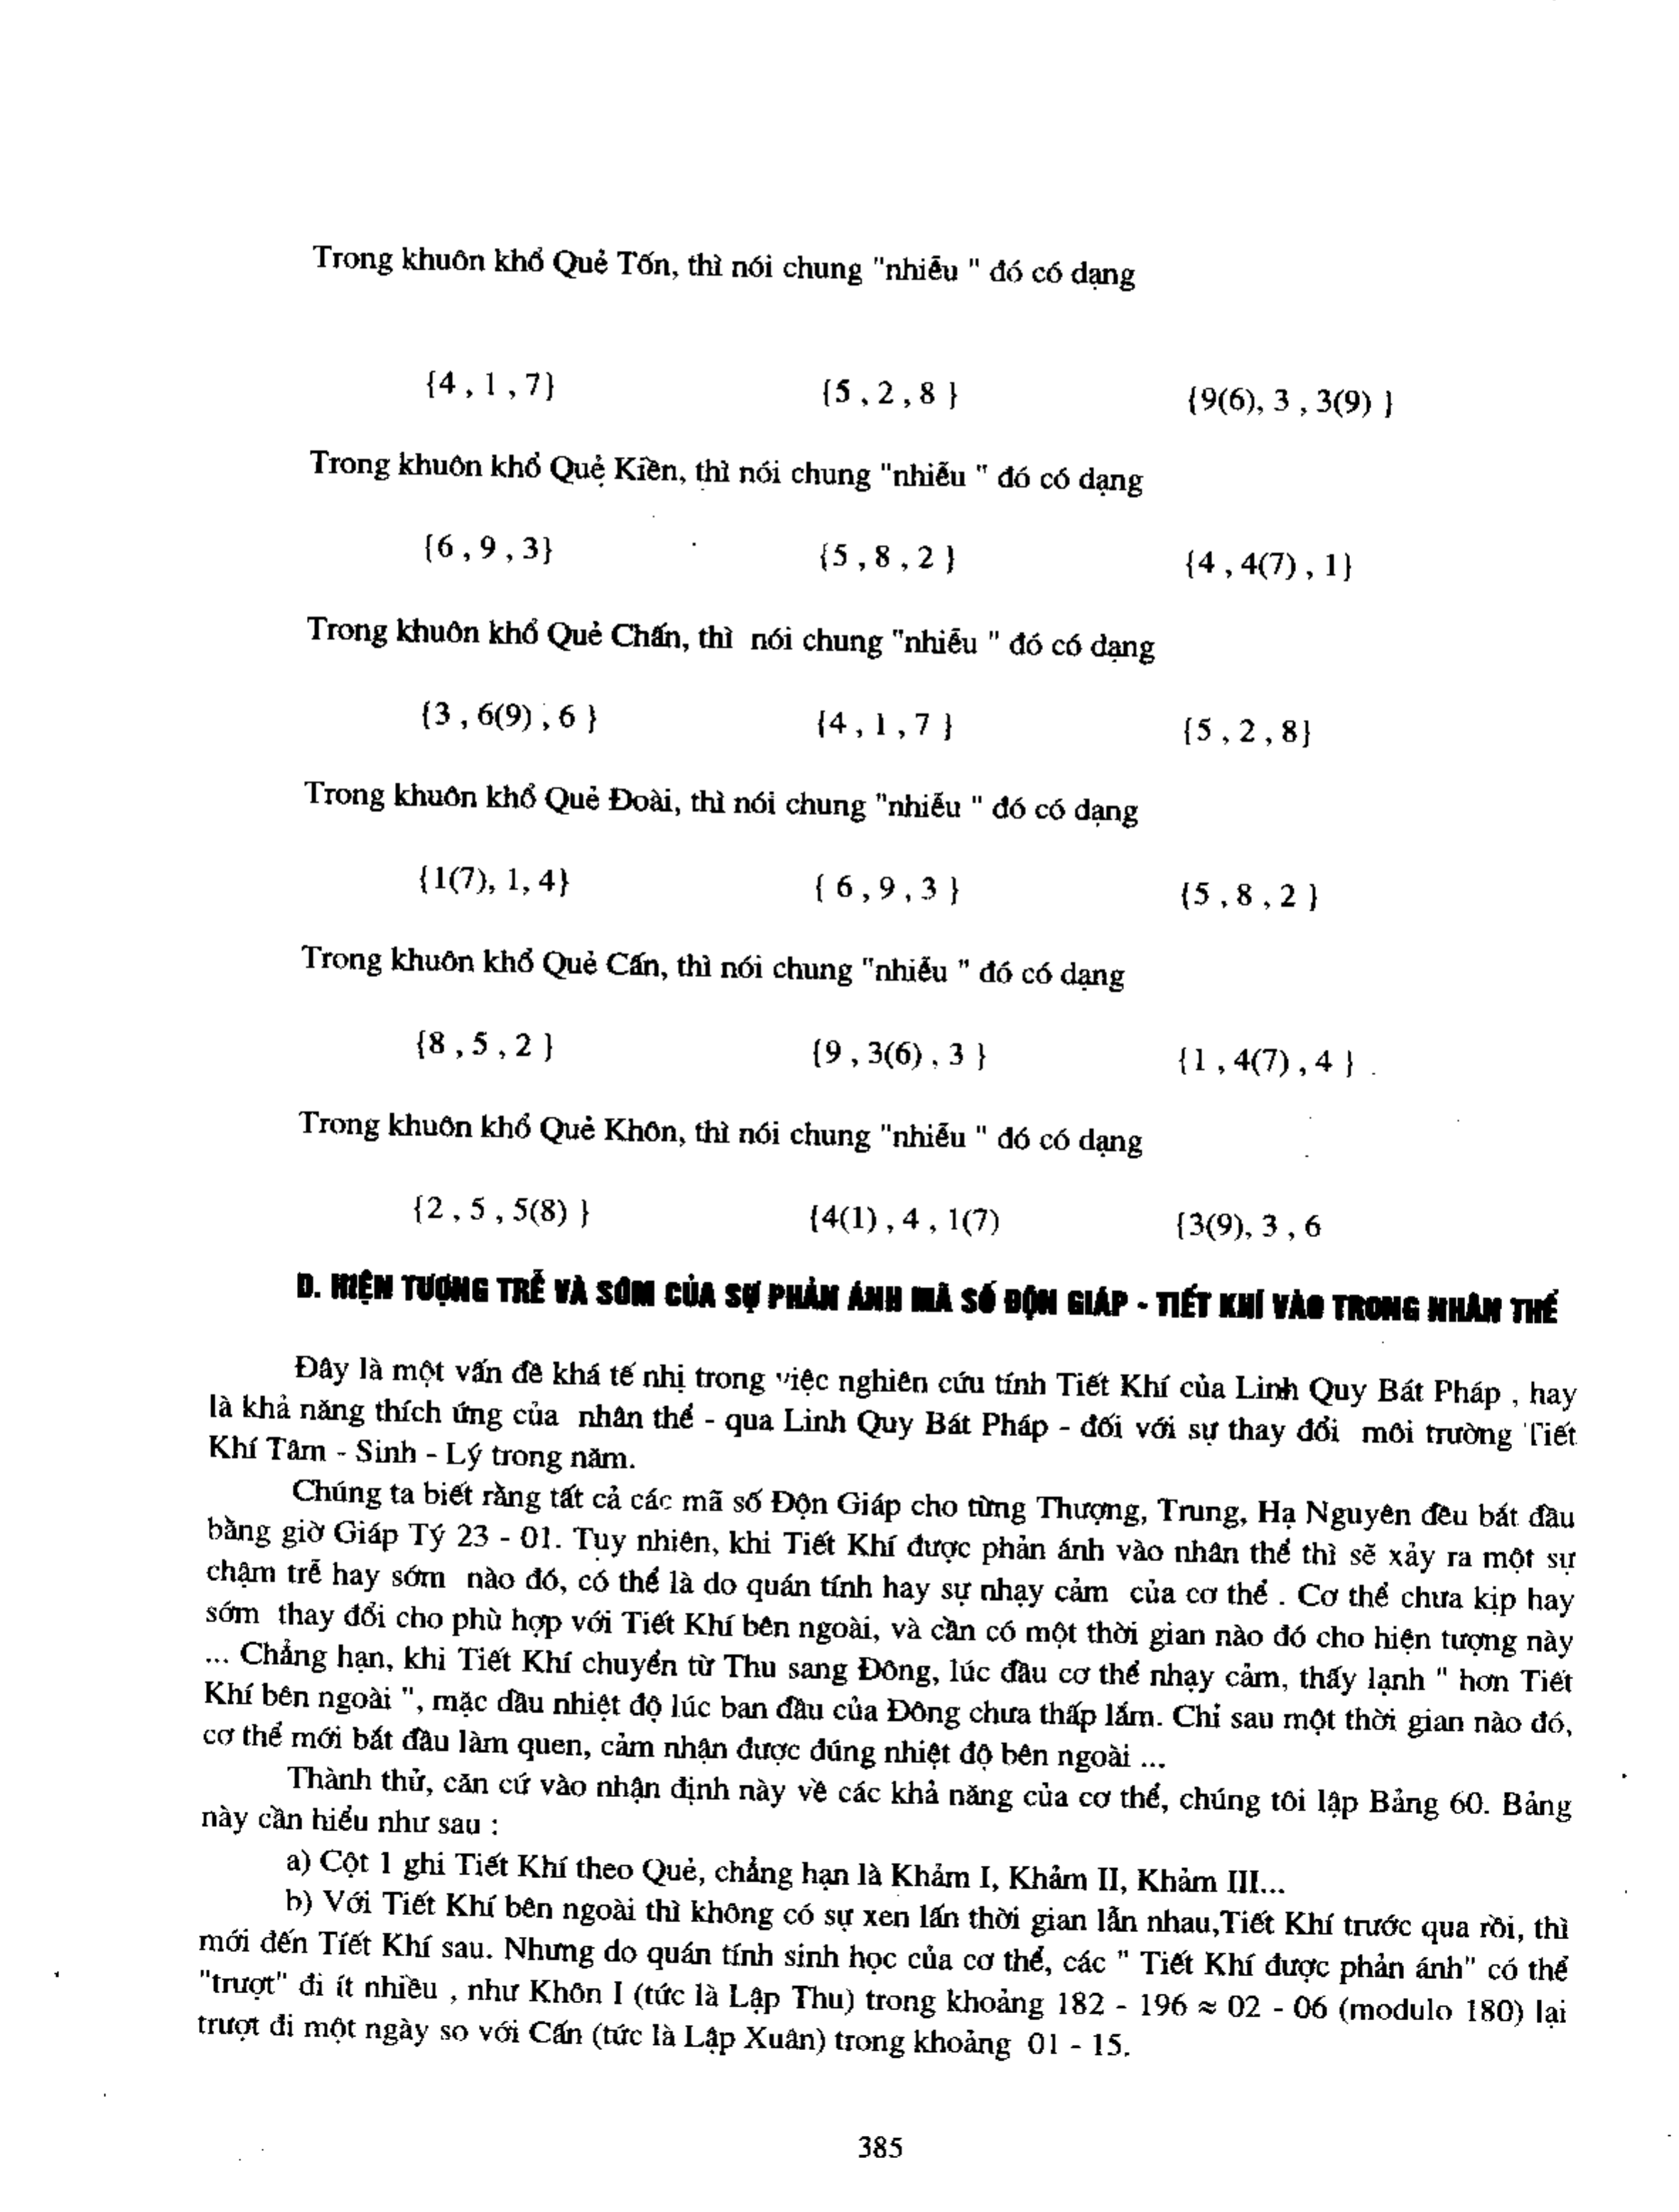 Trong khuôn khổ Quẻ Tốn, thì nói chung "nhiễu " đó có dạng
{4 , 1 , 7} {5 , 2 , 8 } {9(6), 3 , 3(9) }
Trong khuôn khổ Quẻ Kiền, thì nói chung "nhiễu " đó có dạng
{6 , 9 , 3} {5 , 8 , 2 } {4 , 4(7) , 1}
Trong khuôn khổ Quẻ Chấn, thì nói chung "nhiễu " đó có dạng
{3 , 6(9) , 6 } {4 , 1 , 7 } {5 , 2 , 8}
Trong khuôn khổ Quẻ Đoài, thì nói chung "nhiễu " đó có dạng
{1(7), 1, 4} { 6 , 9 , 3 } {5 , 8 , 2 }
Trong khuôn khổ Quẻ Cấn, thì nói chung "nhiễu " đó có dạng
{8 , 5 , 2 } {9 , 3(6) , 3 } {1 , 4(7) , 4 } .
Trong khuôn khổ Quẻ Khôn, thì nói chung "nhiễu " đó có dạng
{2 , 5 , 5(8) } {4(1) , 4 , 1(7) {3(9), 3 , 6
D. HIỆN TƯỢNG TRỄ VÀ SỚM CỦA SỰ PHẢN ÁNH MÃ SỐ ĐỘN GIÁP - TIẾT KHÍ VÀO TRONG NHÂN THỂ
Đây là một vấn đề khá tế nhị trong việc nghiên cứu tính Tiết Khí của Linh Quy Bát Pháp , hay
là khả năng thích ứng của nhân thể - qua Linh Quy Bát Pháp - đối với sự thay đổi môi trường Tiết
Khí Tâm - Sinh - Lý trong năm.
Chúng ta biết rằng tất cả các mã số Độn Giáp cho từng Thượng, Trung, Hạ Nguyên đều bắt đầu
bằng giờ Giáp Tý 23 - 01. Tuy nhiên, khi Tiết Khí được phản ánh vào nhân thể thì sẽ xảy ra một sự
chậm trễ hay sớm nào đó, có thể là do quán tính hay sự nhạy cảm của cơ thể . Cơ thể chưa kịp hay
sớm thay đổi cho phù hợp với Tiết Khí bên ngoài, và cần có một thời gian nào đó cho hiện tượng này
... Chẳng hạn, khi Tiết Khí chuyển từ Thu sang Đông, lúc đầu cơ thể nhạy cảm, thấy lạnh " hơn Tiết
Khí bên ngoài ", mặc dầu nhiệt độ lúc ban đầu của Đông chưa thấp lắm. Chỉ sau một thời gian nào đó,
cơ thể mới bắt đầu làm quen, cảm nhận được đúng nhiệt độ bên ngoài ...
Thành thử, căn cứ vào nhận định này về các khả năng của cơ thể, chúng tôi lập Bảng 60. Bảng
này cần hiểu như sau :
a) Cột 1 ghi Tiết Khí theo Quẻ, chẳng hạn là Khảm I, Khảm II, Khảm III...
b) Với Tiết Khí bên ngoài thì không có sự xen lấn thời gian lẫn nhau,Tiết Khí trước qua rồi, thì
mới đến Tiết Khí sau. Nhưng do quán tính sinh học của cơ thể, các " Tiết Khí được phản ánh" có thể
"trượt" đi ít nhiều , như Khôn I (tức là Lập Thu) trong khoảng 182 - 196 ≈ 02 - 06 (modulo 180) lại
trượt đi một ngày so với Cấn (tức là Lập Xuân) trong khoảng 01 - 15.
385